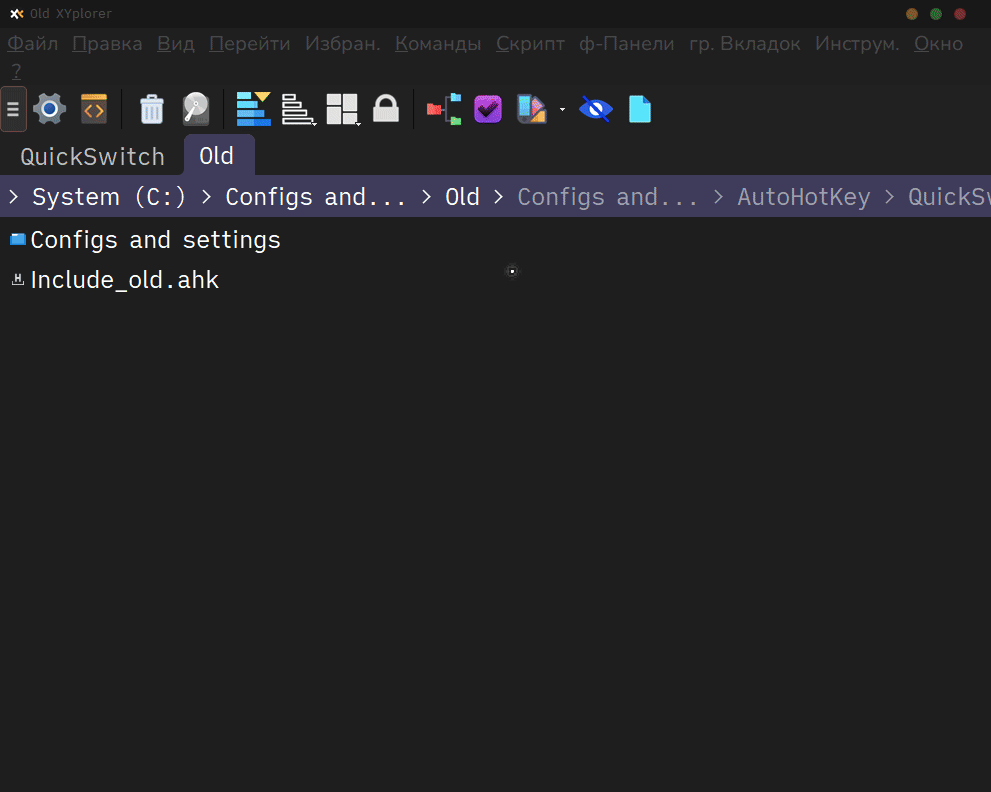 Old XYplorer
Файл Правка Вид Перейти Избран. Команды Скрипт ф-Панели гр. Вкладок Инструм. Окно
?
QuickSwitch Old
> System (C:) > Configs and... > Old > Configs and... > AutoHotKey > QuickSw
Configs and settings
Include_old.ahk